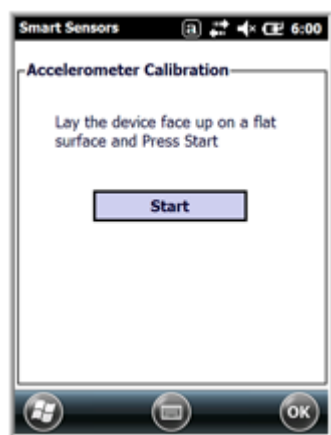 Smart Sensors a 6:00
Accelerometer Calibration
Lay the device face up on a flat
surface and Press Start
Start
OK